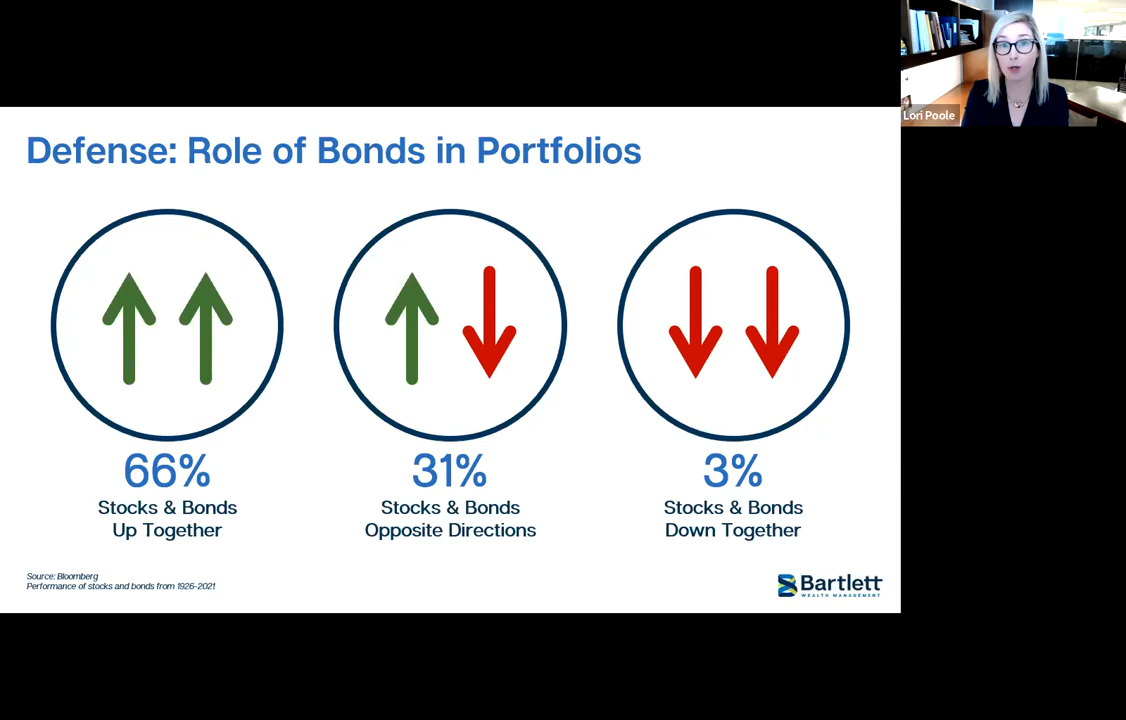 Lori Poole
Defense: Role of Bonds in Portfolios
66%
Stocks & Bonds
Up Together
31%
Stocks & Bonds
Opposite Directions
3%
Stocks & Bonds
Down Together
Source: Bloomberg
Performance of stocks and bonds from 1926-2021
Bartlett
WEALTH MANAGEMENT